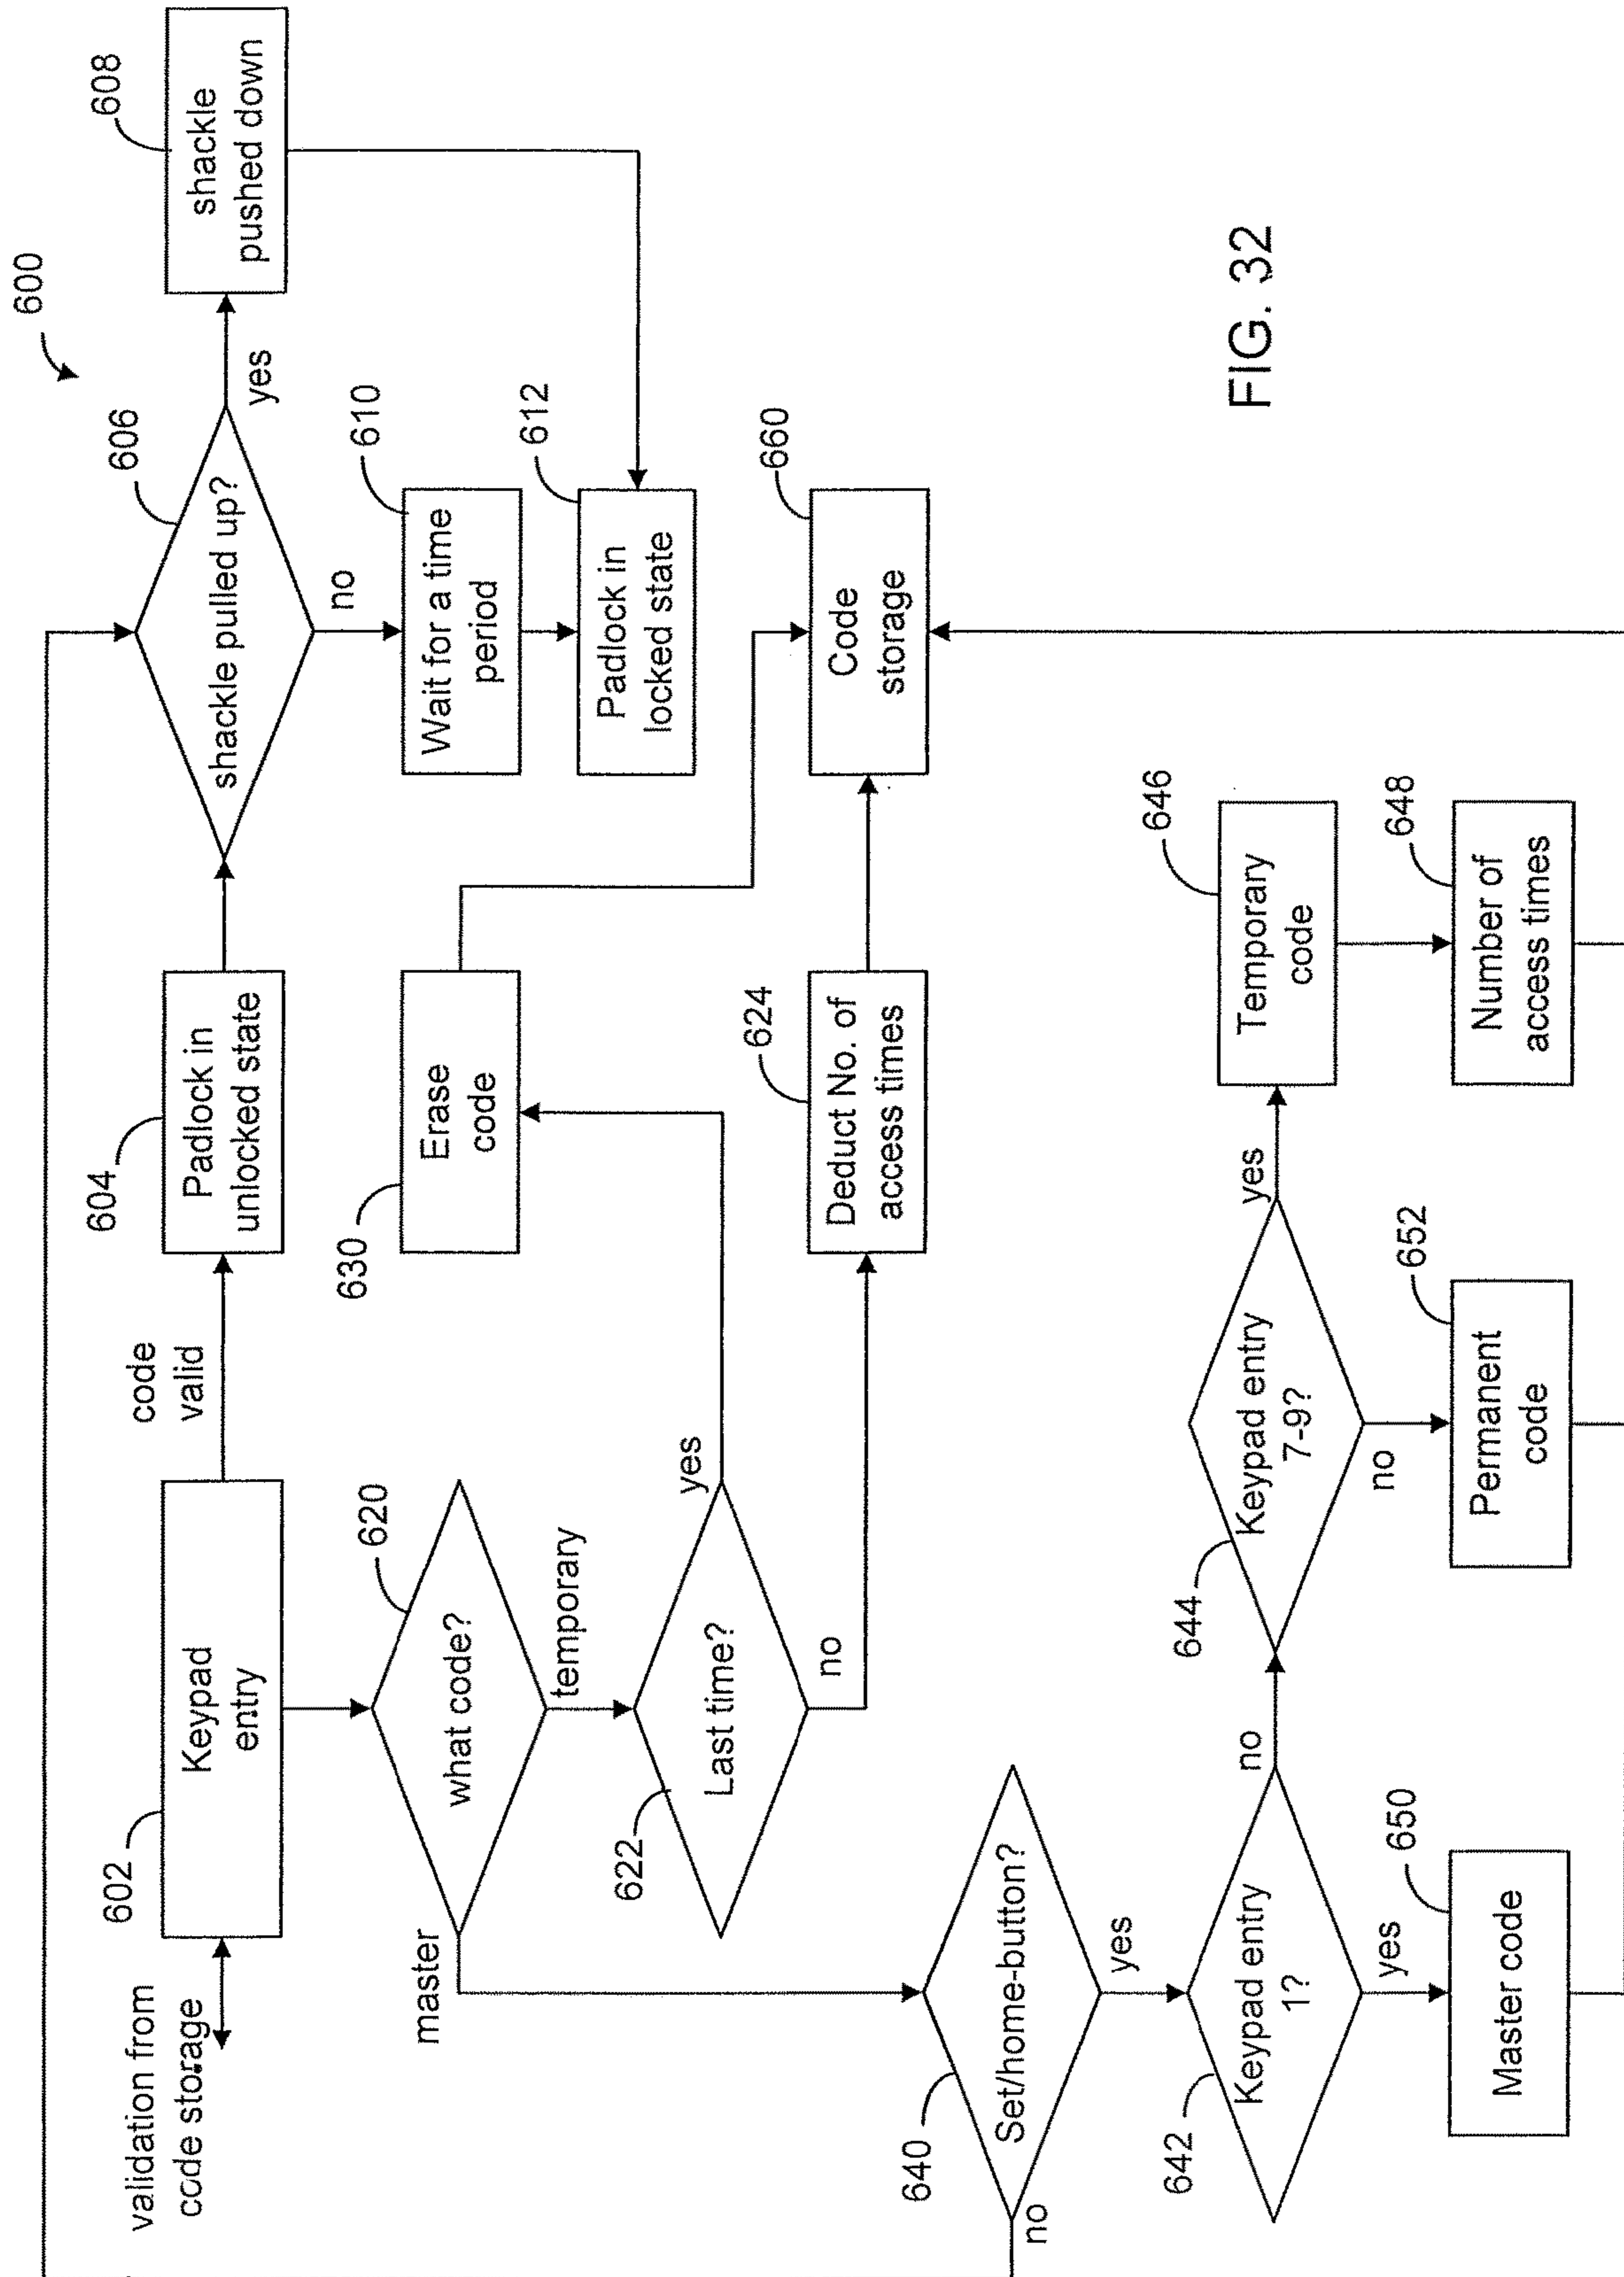 600
validation from
code storage
602
Keypad
entry
code
valid
604
Padlock in
unlocked state
606
shackle pulled up?
yes
608
shackle
pushed down
no
610
Wait for a time
period
612
Padlock in
locked state
620
what code?
master
temporary
622
Last time?
yes
630
Erase
code
no
624
Deduct No. of
access times
660
Code
storage
640
Set/home-button?
no
yes
642
Keypad entry
1?
no
yes
650
Master code
644
Keypad entry
7-9?
yes
no
652
Permanent
code
646
Temporary
code
648
Number of
access times
FIG. 32